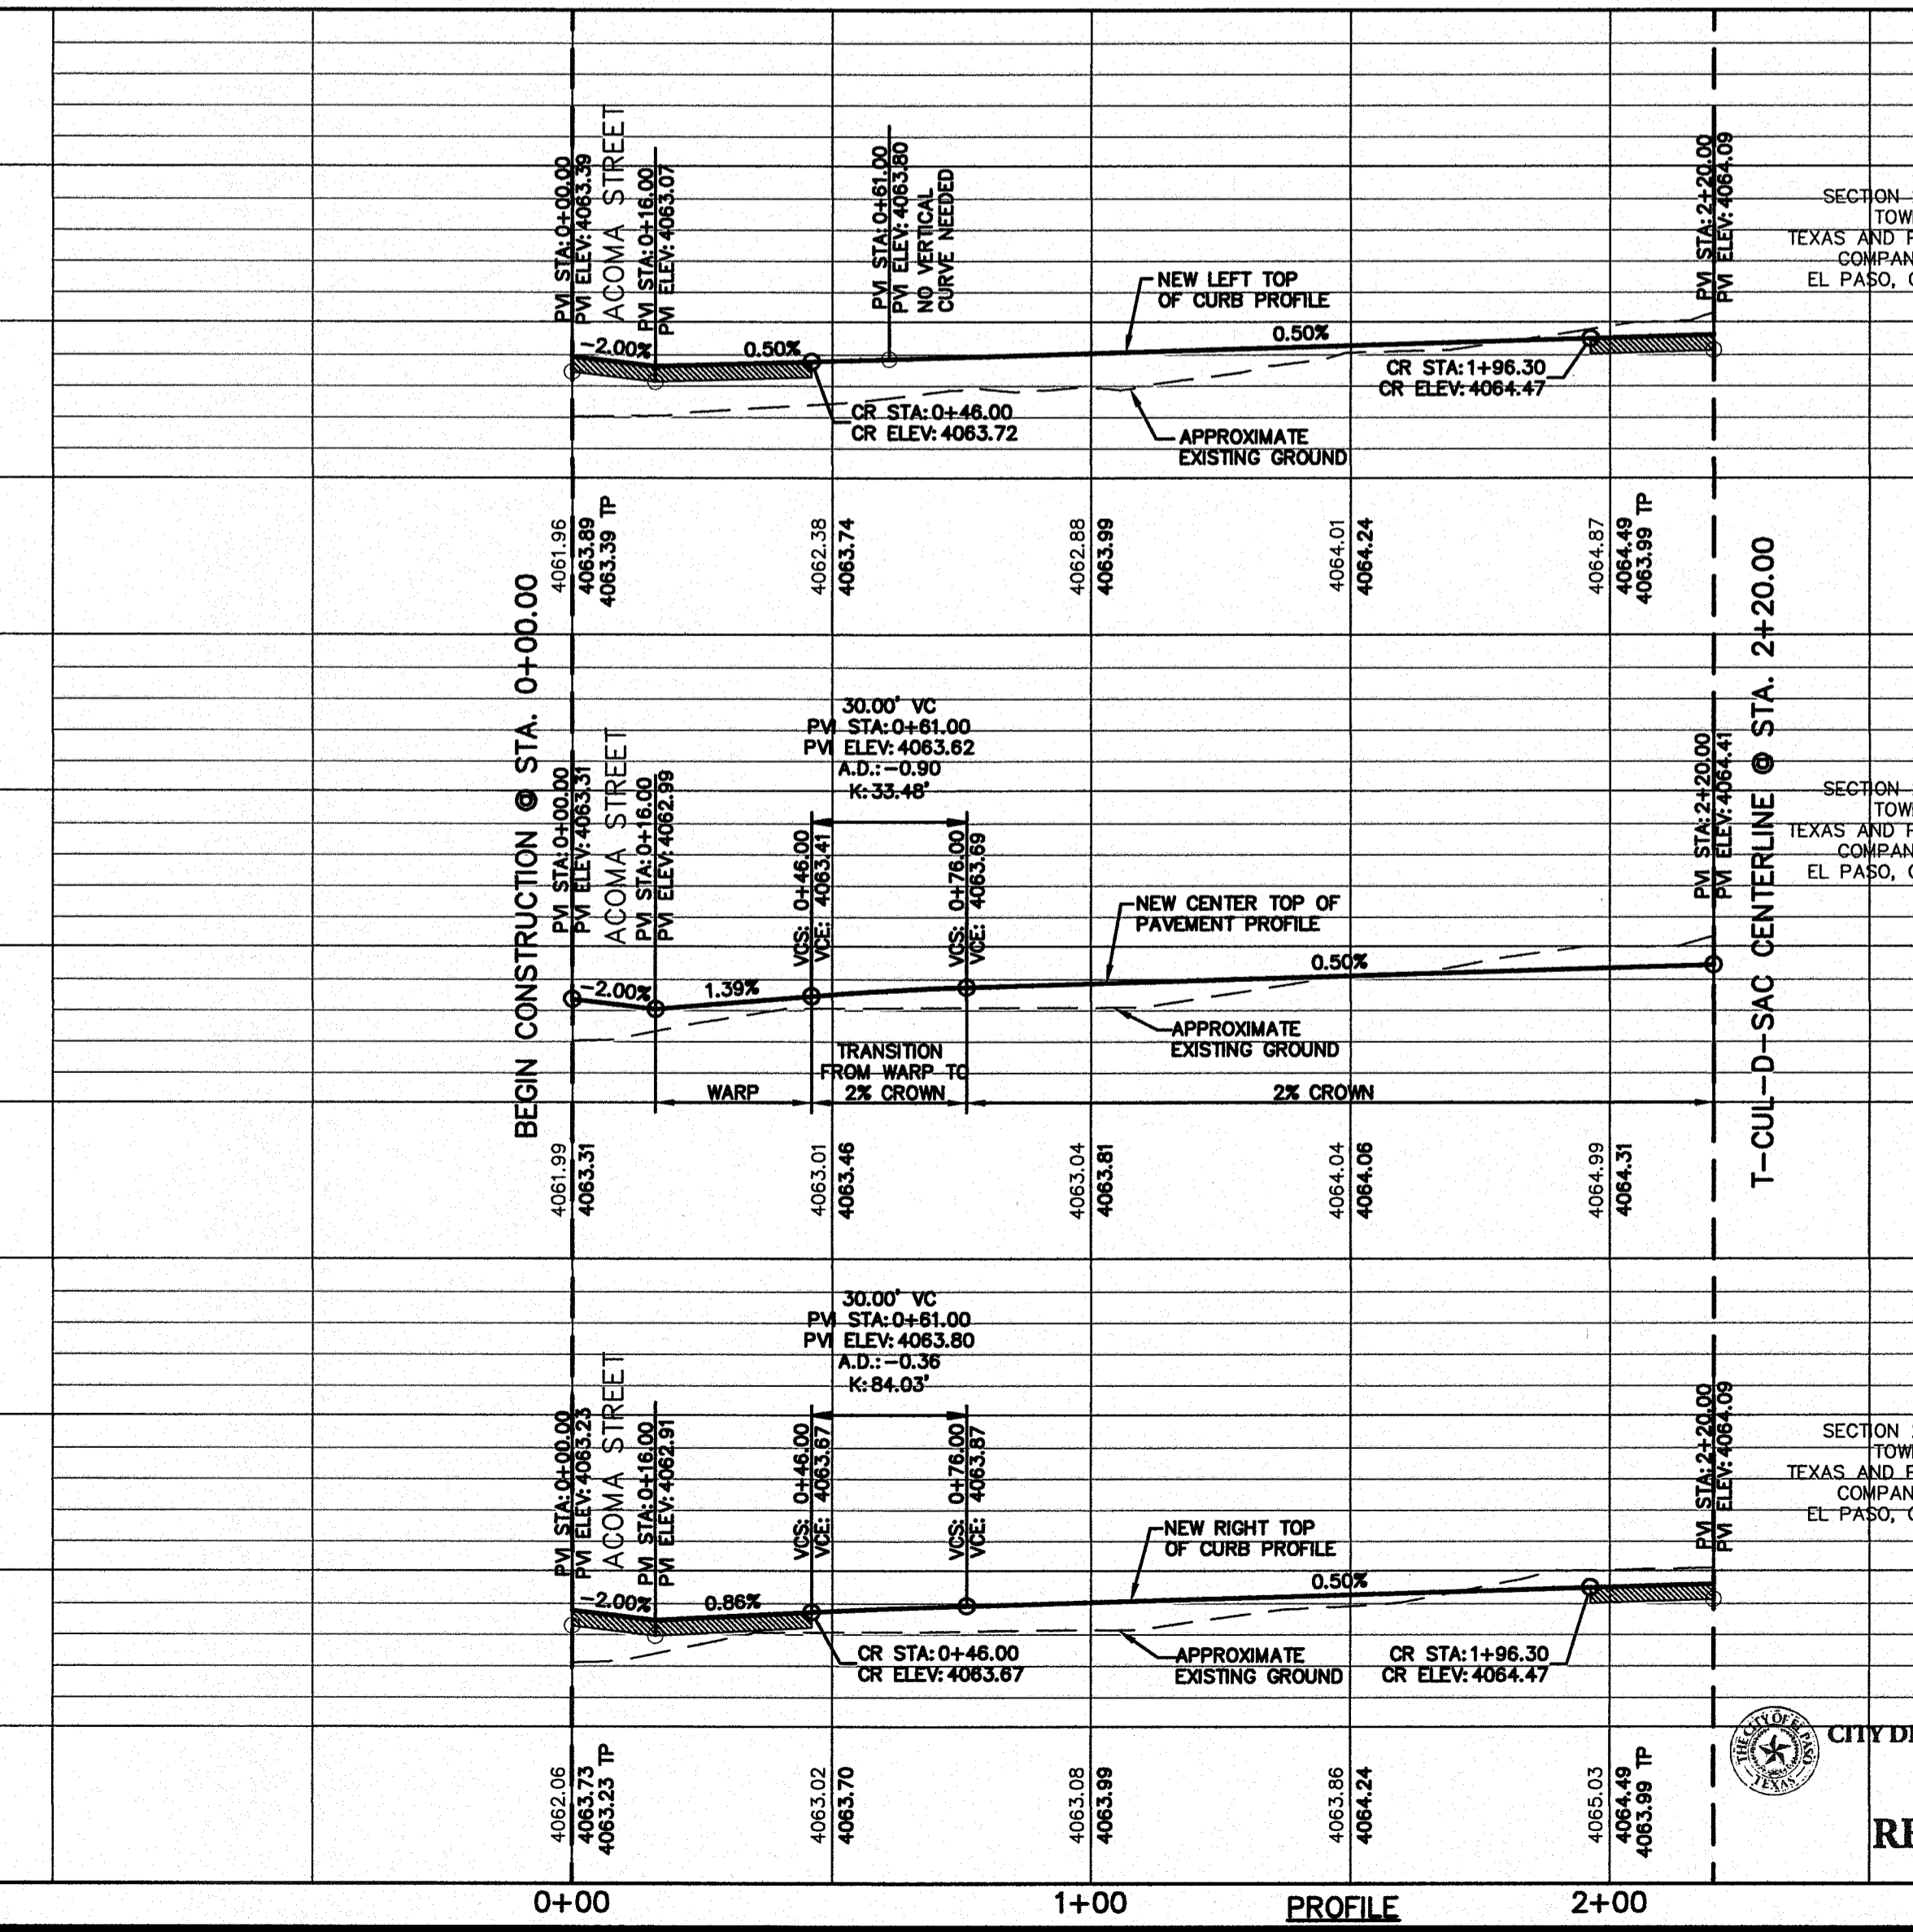 PVI STA: 0+00.00
PVI ELEV: 4063.39
ACOMA STREET
PVI STA: 0+16.00
PVI ELEV: 4063.07
PVI STA: 0+61.00
PVI ELEV: 4063.80
NO VERTICAL
CURVE NEEDED
PVI STA: 2+20.00
PVI ELEV: 4064.09
SECTION
TOW
TEXAS AND
COMPAN
EL PASO,
NEW LEFT TOP
OF CURB PROFILE
-2.00%
0.50%
0.50%
CR STA: 1+96.30
CR ELEV: 4064.47
CR STA: 0+46.00
CR ELEV: 4063.72
APPROXIMATE
EXISTING GROUND
4061.96
4063.89
4063.39 TP
4062.38
4063.74
4062.88
4063.99
4064.01
4064.24
4064.87
4064.49
4063.99 TP
BEGIN CONSTRUCTION @ STA. 0+00.00
T-CUL-D-SAC CENTERLINE @ STA. 2+20.00
30.00' VC
PVI STA: 0+61.00
PVI ELEV: 4063.62
A.D.: -0.90
K: 33.48'
PVI STA: 0+00.00
PVI ELEV: 4063.31
ACOMA STREET
PVI STA: 0+16.00
PVI ELEV: 4062.99
VCS: 0+46.00
VCE: 4063.41
VCS: 0+76.00
VCE: 4063.69
PVI STA: 2+20.00
PVI ELEV: 4064.41
SECTION
TOW
TEXAS AND
COMPAN
EL PASO,
NEW CENTER TOP OF
PAVEMENT PROFILE
-2.00%
1.39%
0.50%
APPROXIMATE
EXISTING GROUND
TRANSITION
FROM WARP TO
2% CROWN
WARP
2% CROWN
4061.99
4063.31
4063.01
4063.46
4063.04
4063.81
4064.04
4064.06
4064.99
4064.31
30.00' VC
PVI STA: 0+61.00
PVI ELEV: 4063.80
A.D.: -0.36
K: 84.03'
PVI STA: 0+00.00
PVI ELEV: 4063.23
ACOMA STREET
PVI STA: 0+16.00
PVI ELEV: 4062.91
VCS: 0+46.00
VCE: 4063.67
VCS: 0+76.00
VCE: 4063.87
PVI STA: 2+20.00
PVI ELEV: 4064.09
SECTION
TOW
TEXAS AND
COMPAN
EL PASO,
NEW RIGHT TOP
OF CURB PROFILE
-2.00%
0.86%
0.50%
CR STA: 0+46.00
CR ELEV: 4063.67
APPROXIMATE
EXISTING GROUND
CR STA: 1+96.30
CR ELEV: 4064.47
THE CITY OF EL PASO
TEXAS
CITY DE
4062.06
4063.73
4063.23 TP
4063.02
4063.70
4063.08
4063.99
4063.86
4064.24
4065.03
4064.49
4063.99 TP
0+00
1+00
PROFILE
2+00